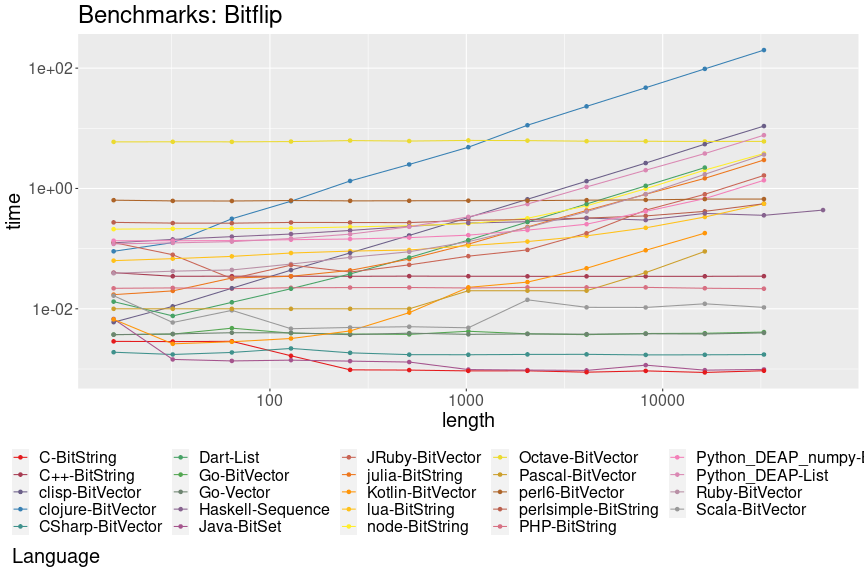 Benchmarks: Bitflip
1e+02
1e+00
1e-02
time
100 1000 10000
length
C-BitString Dart-List JRuby-BitVector Octave-BitVector Python_DEAP_numpy-
C++-BitString Go-BitVector julia-BitString Pascal-BitVector Python_DEAP-List
clisp-BitVector Go-Vector Kotlin-BitVector perl6-BitVector Ruby-BitVector
clojure-BitVector Haskell-Sequence lua-BitString perlsimple-BitString Scala-BitVector
CSharp-BitVector Java-BitSet node-BitString PHP-BitString
Language